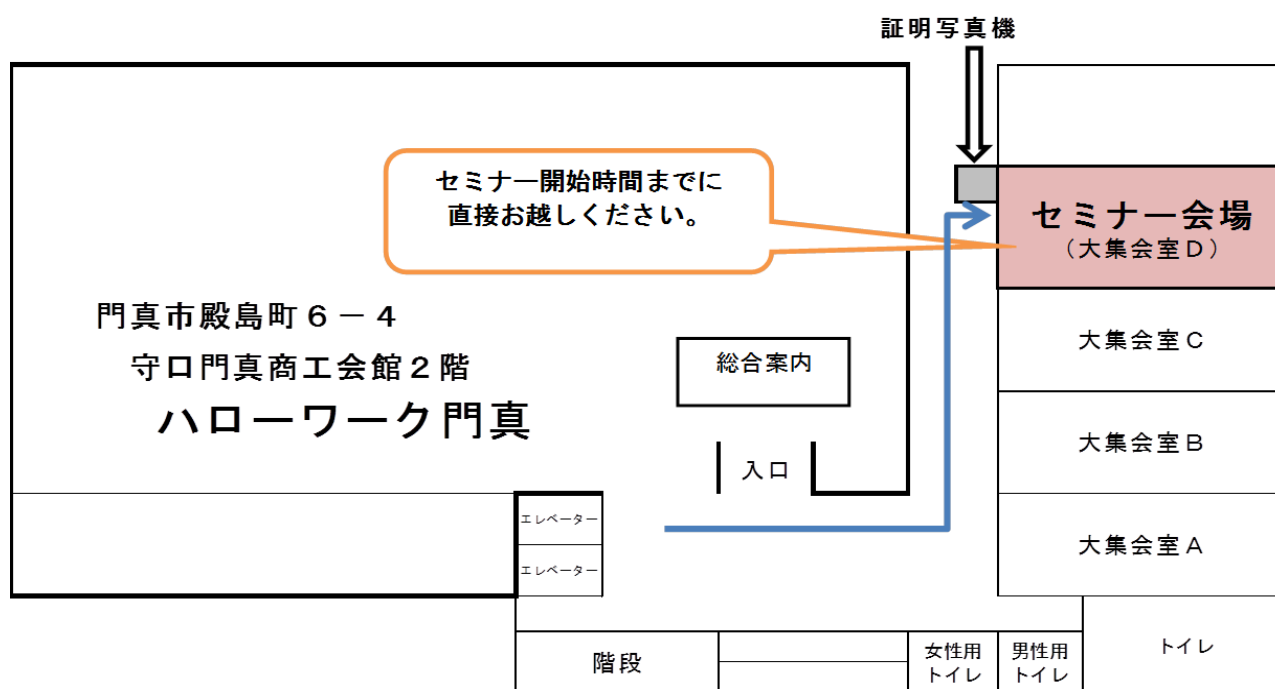 証明写真機
セミナー開始時間までに
直接お越しください。
セミナー会場
（大集会室Ｄ）
門真市殿島町６－４
守口門真商工会館２階
ハローワーク門真
総合案内
大集会室Ｃ
入口
大集会室Ｂ
エレベーター
エレベーター
大集会室Ａ
階段
女性用
トイレ
男性用
トイレ
トイレ